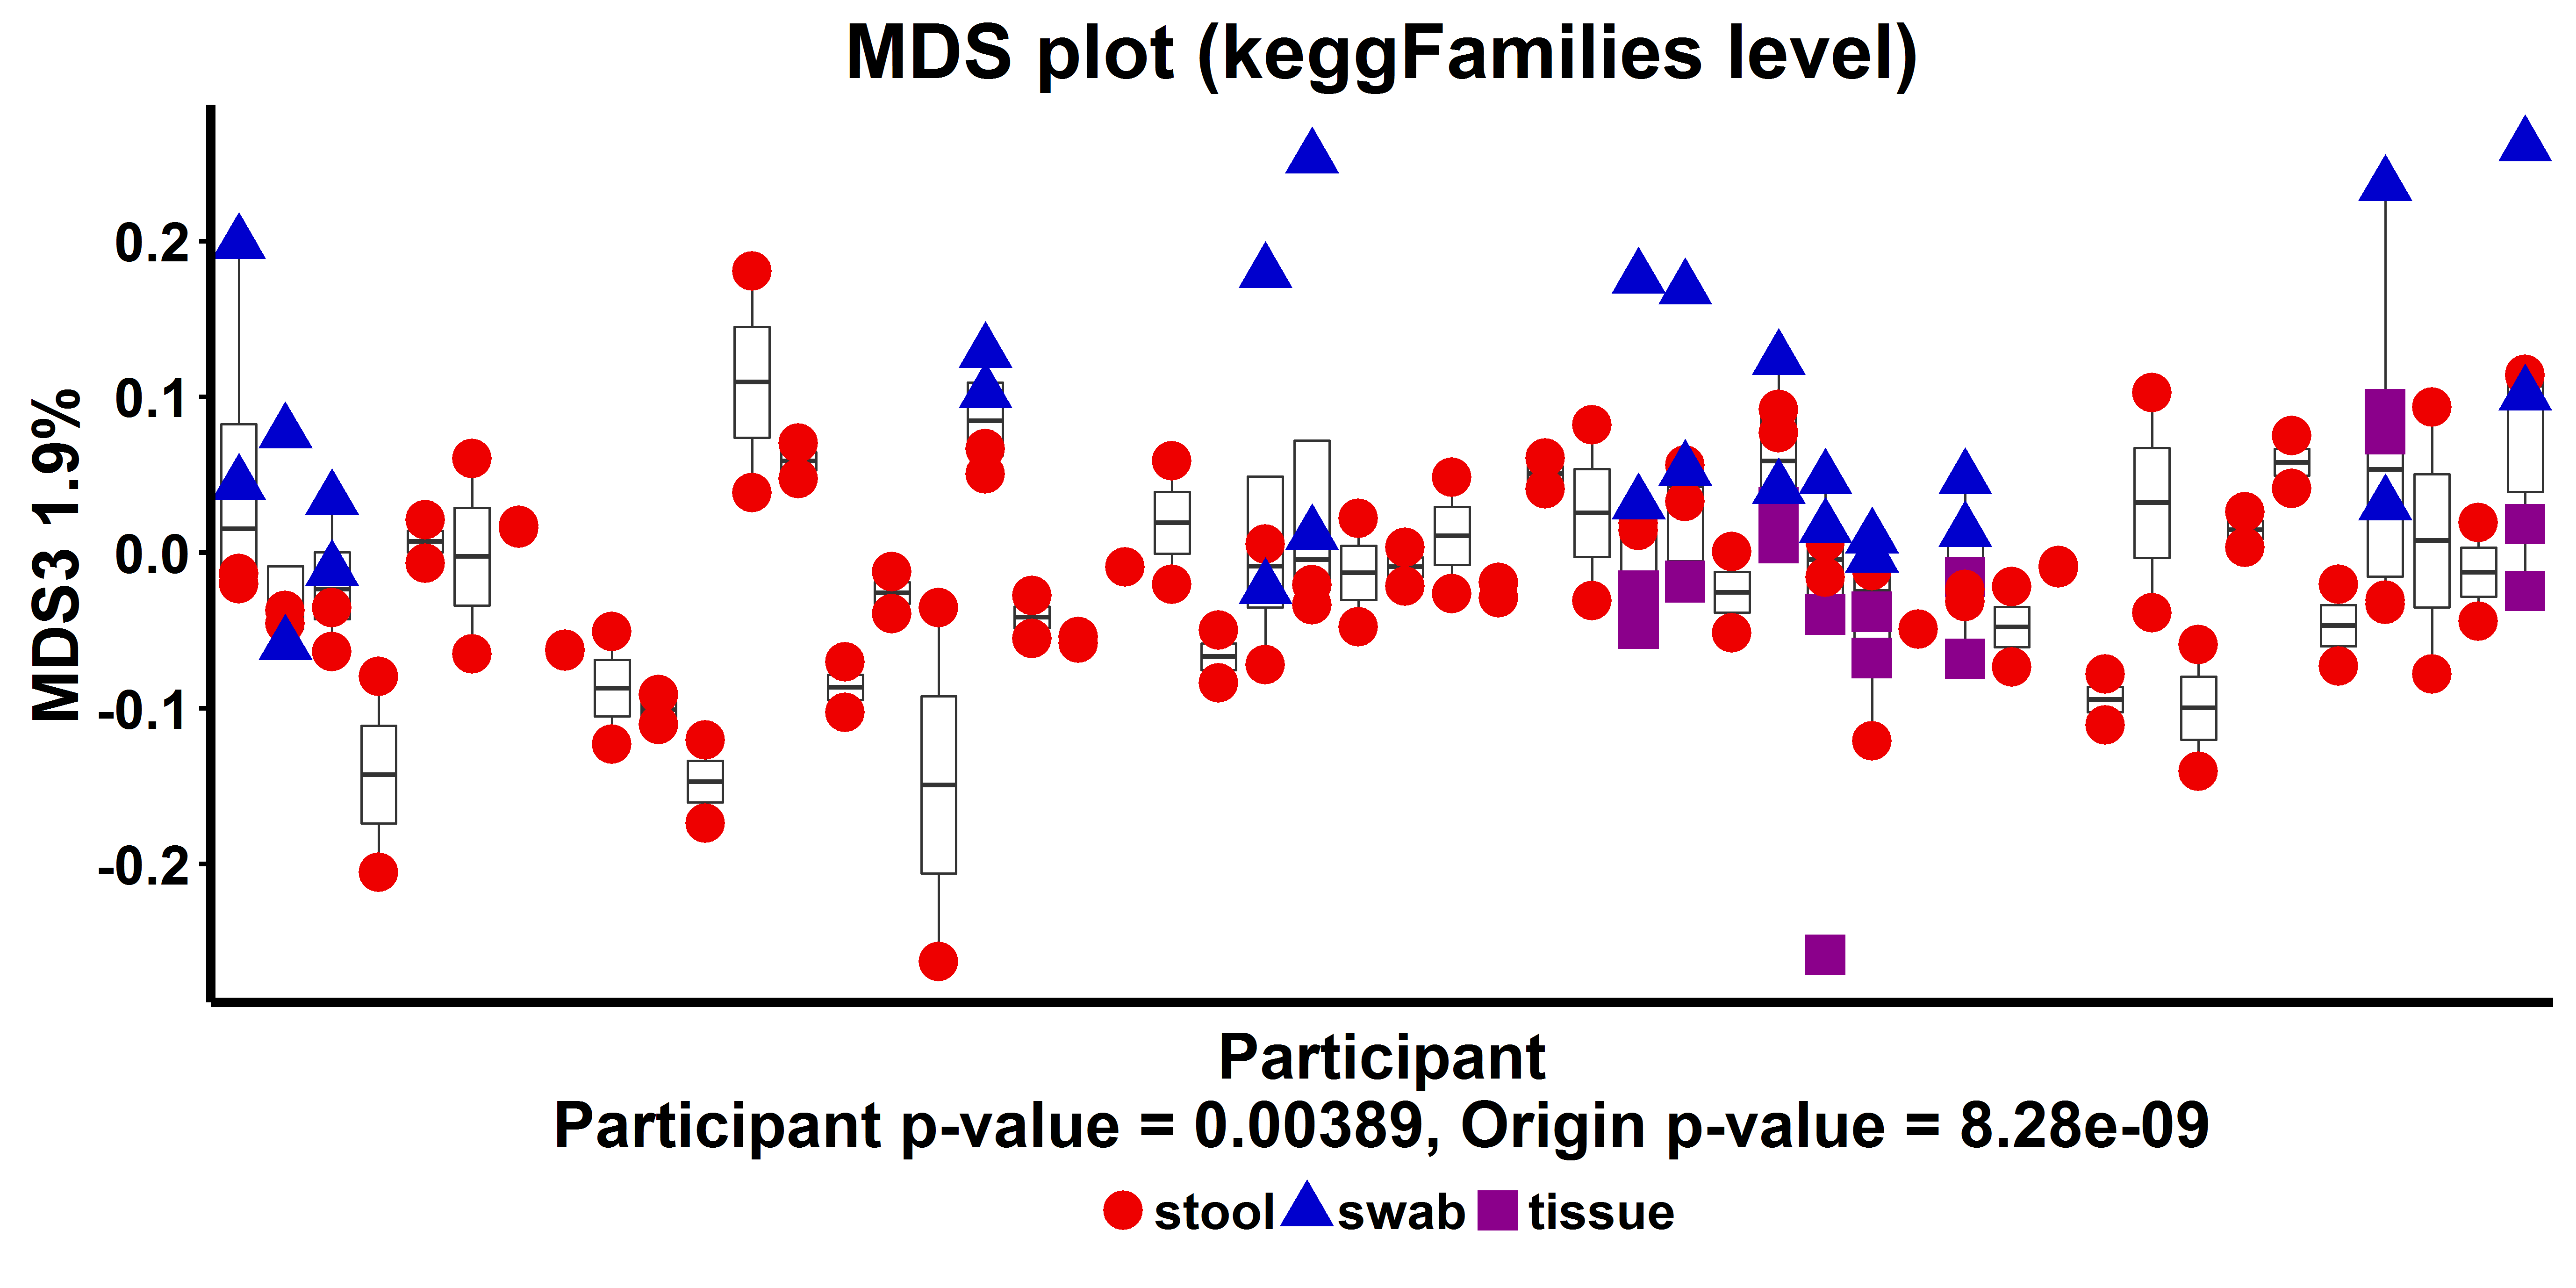 MDS plot (keggFamilies level)
MDS3 1.9%
0.2
0.1
0.0
-0.1
-0.2
Participant
Participant p-value = 0.00389, Origin p-value = 8.28e-09
stool swab tissue